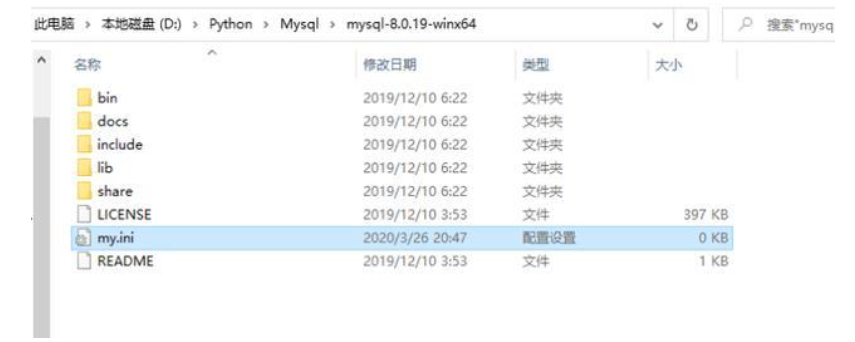 此电脑 › 本地磁盘 (D:) › Python › Mysql › mysql-8.0.19-winx64 搜索"mysq
名称 修改日期 类型 大小
bin 2019/12/10 6:22 文件夹
docs 2019/12/10 6:22 文件夹
include 2019/12/10 6:22 文件夹
lib 2019/12/10 6:22 文件夹
share 2019/12/10 6:22 文件夹
LICENSE 2019/12/10 3:53 文件 397 KB
my.ini 2020/3/26 20:47 配置设置 0 KB
README 2019/12/10 3:53 文件 1 KB